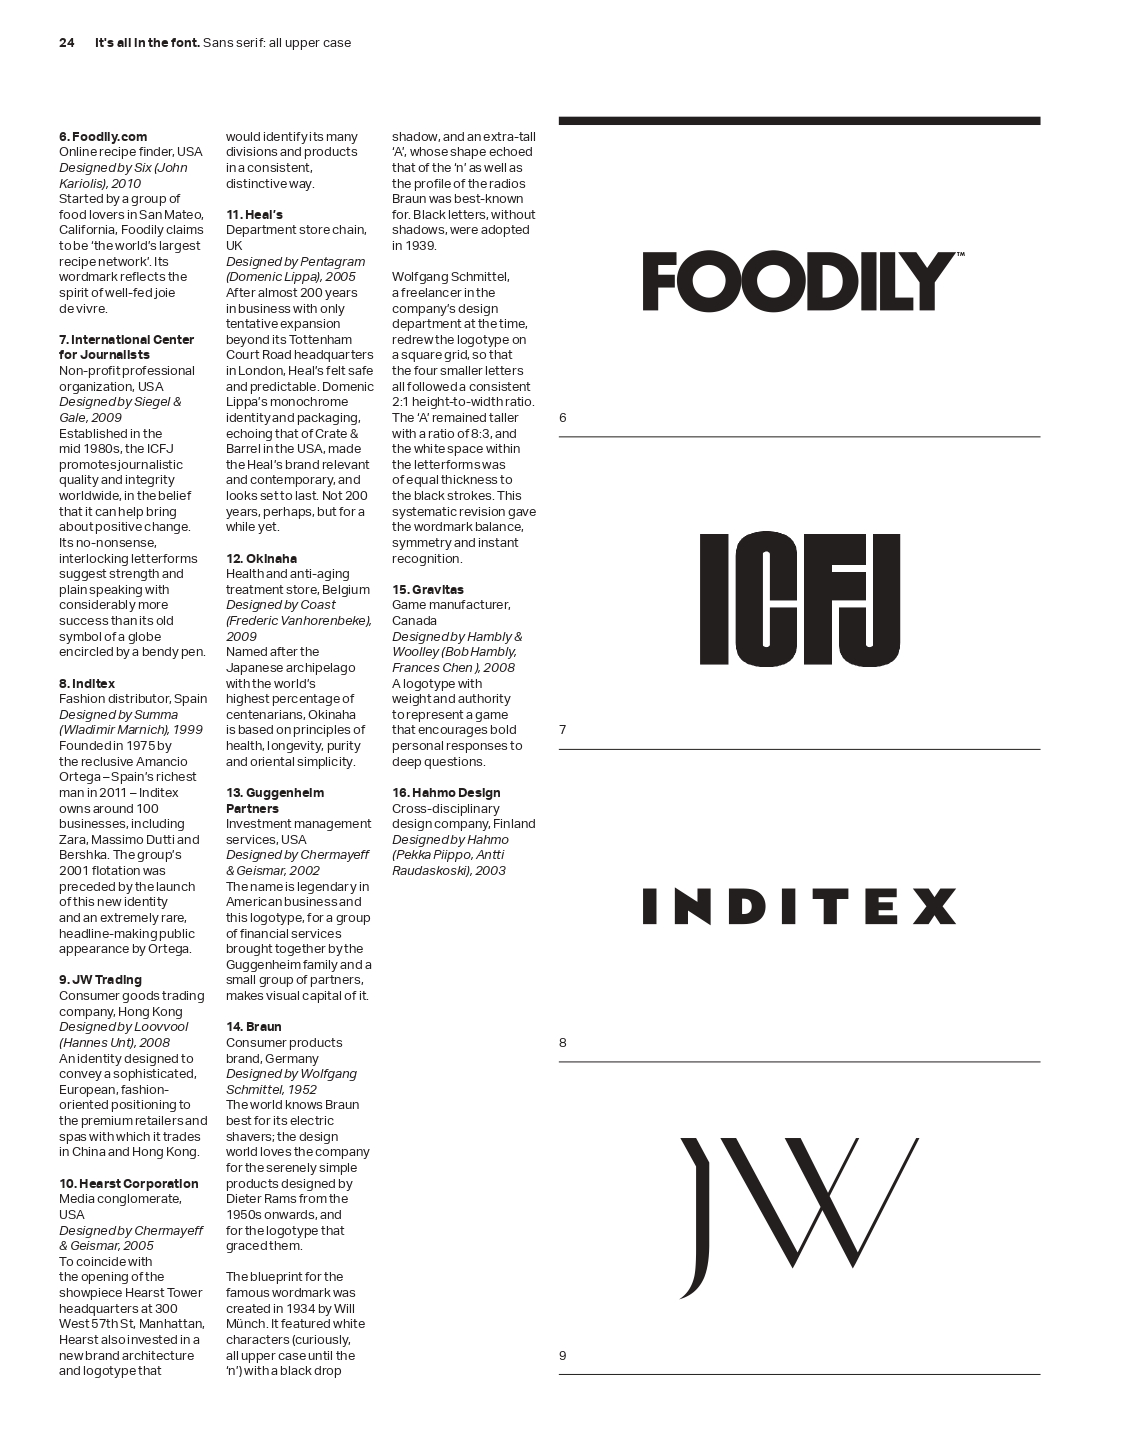 24 It's all in the font. Sans serif: all upper case
6. Foodily.com
Online recipe finder, USA
Designed by Six (John
Kariolis), 2010
Started by a group of
food lovers in San Mateo,
California, Foodily claims
to be ‘the world’s largest
recipe network’. Its
wordmark reflects the
spirit of well-fed joie
de vivre.
7. International Center
for Journalists
Non-profit professional
organization, USA
Designed by Siegel &
Gale, 2009
Established in the
mid 1980s, the ICFJ
promotes journalistic
quality and integrity
worldwide, in the belief
that it can help bring
about positive change.
Its no-nonsense,
interlocking letterforms
suggest strength and
plain speaking with
considerably more
success than its old
symbol of a globe
encircled by a bendy pen.
8. Inditex
Fashion distributor, Spain
Designed by Summa
(Wladimir Marnich), 1999
Founded in 1975 by
the reclusive Amancio
Ortega – Spain’s richest
man in 2011 – Inditex
owns around 100
businesses, including
Zara, Massimo Dutti and
Bershka. The group’s
2001 flotation was
preceded by the launch
of this new identity
and an extremely rare,
headline-making public
appearance by Ortega.
9. JW Trading
Consumer goods trading
company, Hong Kong
Designed by Loovvool
(Hannes Unt), 2008
An identity designed to
convey a sophisticated,
European, fashion-
oriented positioning to
the premium retailers and
spas with which it trades
in China and Hong Kong.
10. Hearst Corporation
Media conglomerate,
USA
Designed by Chermayeff
& Geismar, 2005
To coincide with
the opening of the
showpiece Hearst Tower
headquarters at 300
West 57th St, Manhattan,
Hearst also invested in a
new brand architecture
and logotype that
would identify its many
divisions and products
in a consistent,
distinctive way.
11. Heal’s
Department store chain,
UK
Designed by Pentagram
(Domenic Lippa), 2005
After almost 200 years
in business with only
tentative expansion
beyond its Tottenham
Court Road headquarters
in London, Heal’s felt safe
and predictable. Domenic
Lippa’s monochrome
identity and packaging,
echoing that of Crate &
Barrel in the USA, made
the Heal’s brand relevant
and contemporary, and
looks set to last. Not 200
years, perhaps, but for a
while yet.
12. Okinaha
Health and anti-aging
treatment store, Belgium
Designed by Coast
(Frederic Vanhorenbeke),
2009
Named after the
Japanese archipelago
with the world’s
highest percentage of
centenarians, Okinaha
is based on principles of
health, longevity, purity
and oriental simplicity.
13. Guggenheim
Partners
Investment management
services, USA
Designed by Chermayeff
& Geismar, 2002
The name is legendary in
American business and
this logotype, for a group
of financial services
brought together by the
Guggenheim family and a
small group of partners,
makes visual capital of it.
14. Braun
Consumer products
brand, Germany
Designed by Wolfgang
Schmittel, 1952
The world knows Braun
best for its electric
shavers; the design
world loves the company
for the serenely simple
products designed by
Dieter Rams from the
1950s onwards, and
for the logotype that
graced them.
The blueprint for the
famous wordmark was
created in 1934 by Will
Münch. It featured white
characters (curiously,
all upper case until the
‘n’) with a black drop
shadow, and an extra-tall
‘A’, whose shape echoed
that of the ‘n’ as well as
the profile of the radios
Braun was best-known
for. Black letters, without
shadows, were adopted
in 1939.
Wolfgang Schmittel,
a freelancer in the
company’s design
department at the time,
redrew the logotype on
a square grid, so that
the four smaller letters
all followed a consistent
2:1 height-to-width ratio.
The ‘A’ remained taller
with a ratio of 8:3, and
the white space within
the letterforms was
of equal thickness to
the black strokes. This
systematic revision gave
the wordmark balance,
symmetry and instant
recognition.
15. Gravitas
Game manufacturer,
Canada
Designed by Hambly &
Woolley (Bob Hambly,
Frances Chen ), 2008
A logotype with
weight and authority
to represent a game
that encourages bold
personal responses to
deep questions.
16. Hahmo Design
Cross-disciplinary
design company, Finland
Designed by Hahmo
(Pekka Piippo, Antti
Raudaskoski), 2003
FOODILY™
6
ICFJ
7
INDITEX
8
JW
9